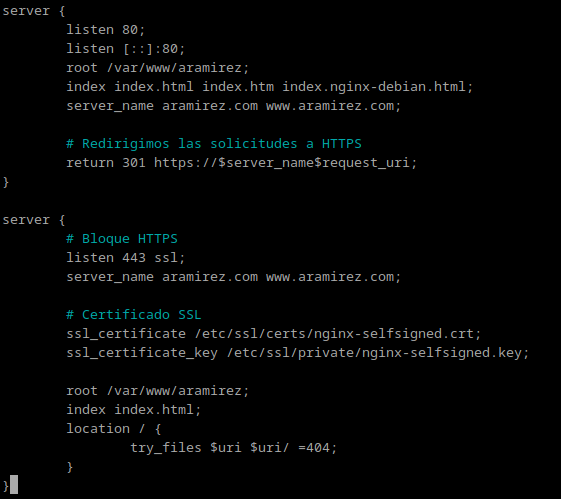 server {
        listen 80;
        listen [::]:80;
        root /var/www/aramirez;
        index index.html index.htm index.nginx-debian.html;
        server_name aramirez.com www.aramirez.com;

        # Redirigimos las solicitudes a HTTPS
        return 301 https://$server_name$request_uri;
}

server {
        # Bloque HTTPS
        listen 443 ssl;
        server_name aramirez.com www.aramirez.com;

        # Certificado SSL
        ssl_certificate /etc/ssl/certs/nginx-selfsigned.crt;
        ssl_certificate_key /etc/ssl/private/nginx-selfsigned.key;

        root /var/www/aramirez;
        index index.html;
        location / {
                try_files $uri $uri/ =404;
        }
}